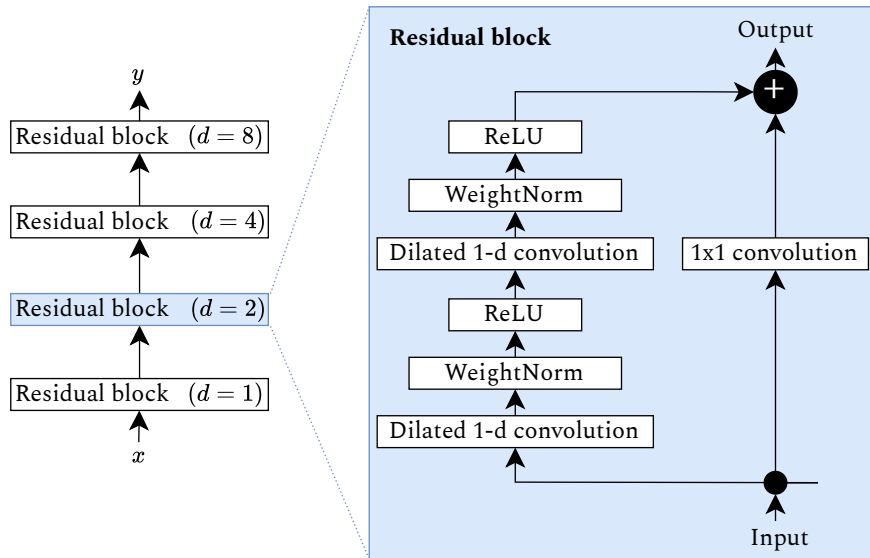 y
Residual block (d = 8)
Residual block (d = 4)
Residual block (d = 2)
Residual block (d = 1)
x
Residual block
Output
+
ReLU
WeightNorm
Dilated 1-d convolution
1x1 convolution
ReLU
WeightNorm
Dilated 1-d convolution
Input